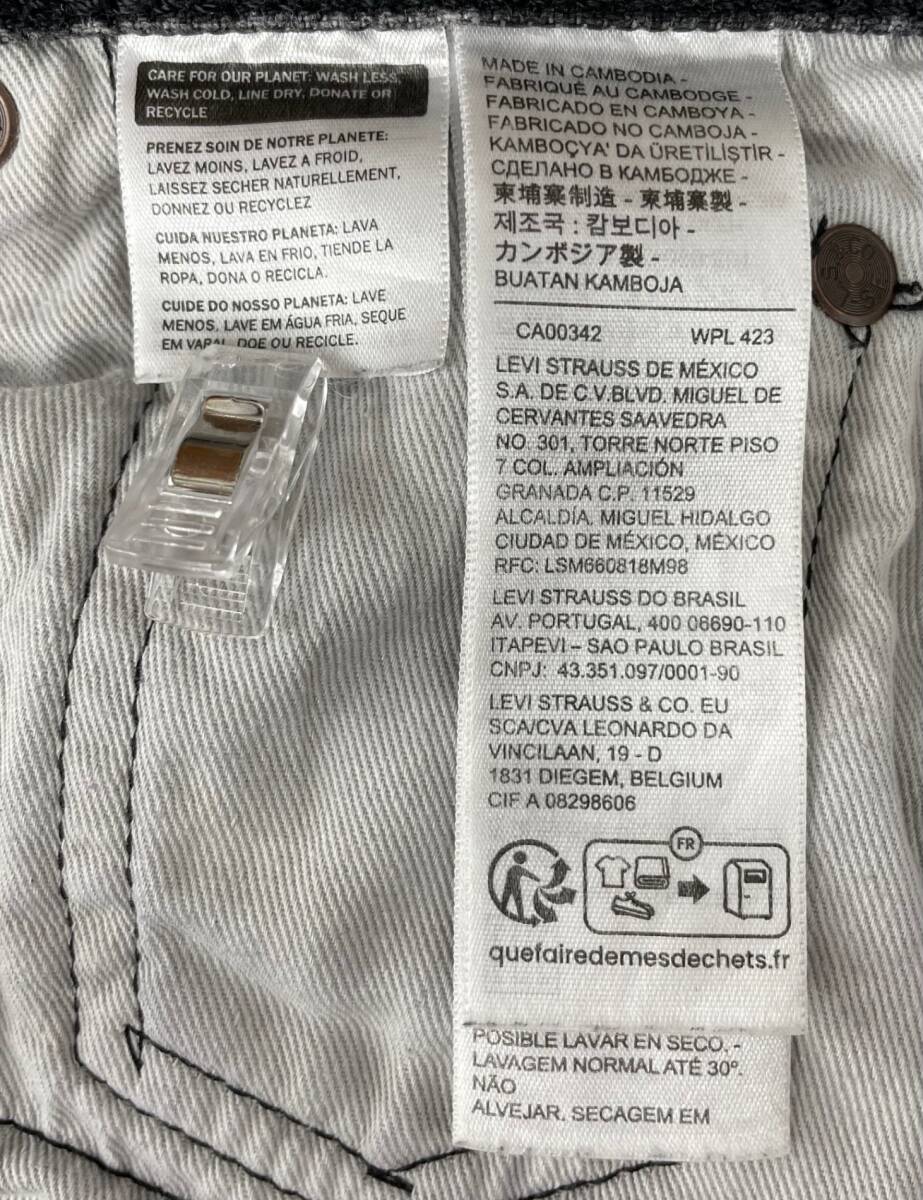 CARE FOR OUR PLANET: WASH LESS,
WASH COLD, LINE DRY, DONATE OR
RECYCLE
PRENEZ SOIN DE NOTRE PLANETE:
LAVEZ MOINS, LAVEZ A FROID,
LAISSEZ SECHER NATURELLEMENT,
DONNEZ OU RECYCLEZ
CUIDA NUESTRO PLANETA: LAVA
MENOS, LAVA EN FRIO, TIENDE LA
ROPA, DONA O RECICLA.
CUIDE DO NOSSO PLANETA: LAVE
MENOS, LAVE EM ÁGUA FRIA, SEQUE
EM VARAL, DOE OU RECICLE.
MADE IN CAMBODIA -
FABRIQUÉ AU CAMBODGE -
FABRICADO EN CAMBOYA -
FABRICADO NO CAMBOJA -
KAMBOÇYA' DA ÜRETİLİŞTİR -
СДЕЛАНО В КАМБОДЖЕ -
柬埔寨制造 - 柬埔寨製 -
제조국 : 캄보디아 -
カンボジア製 -
BUATAN KAMBOJA
CA00342 WPL 423
LEVI STRAUSS DE MÉXICO
S.A. DE C.V.BLVD. MIGUEL DE
CERVANTES SAAVEDRA
NO. 301, TORRE NORTE PISO
7 COL. AMPLIACIÓN
GRANADA C.P. 11529
ALCALDÍA, MIGUEL HIDALGO
CIUDAD DE MÉXICO, MÉXICO
RFC: LSM660818M98
LEVI STRAUSS DO BRASIL
AV. PORTUGAL, 400 06690-110
ITAPEVI – SAO PAULO BRASIL
CNPJ: 43.351.097/0001-90
LEVI STRAUSS & CO. EU
SCA/CVA LEONARDO DA
VINCILAAN, 19 - D
1831 DIEGEM, BELGIUM
CIF A 08298606
FR
quefairedemesdechets.fr
POSIBLE LAVAR EN SECO. -
LAVAGEM NORMAL ATÉ 30º.
NÃO
ALVEJAR. SECAGEM EM